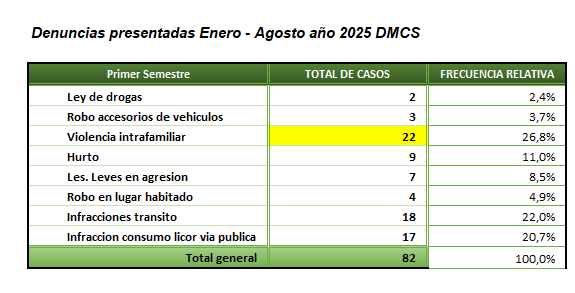 Denuncias presentadas Enero - Agosto año 2025 DMCS
Primer Semestre TOTAL DE CASOS FRECUENCIA RELATIVA
Ley de drogas 2 2,4%
Robo accesorios de vehiculos 3 3,7%
Violencia intrafamiliar 22 26,8%
Hurto 9 11,0%
Les. Leves en agresion 7 8,5%
Robo en lugar habitado 4 4,9%
Infracciones transito 18 22,0%
Infraccion consumo licor via publica 17 20,7%
Total general 82 100,0%